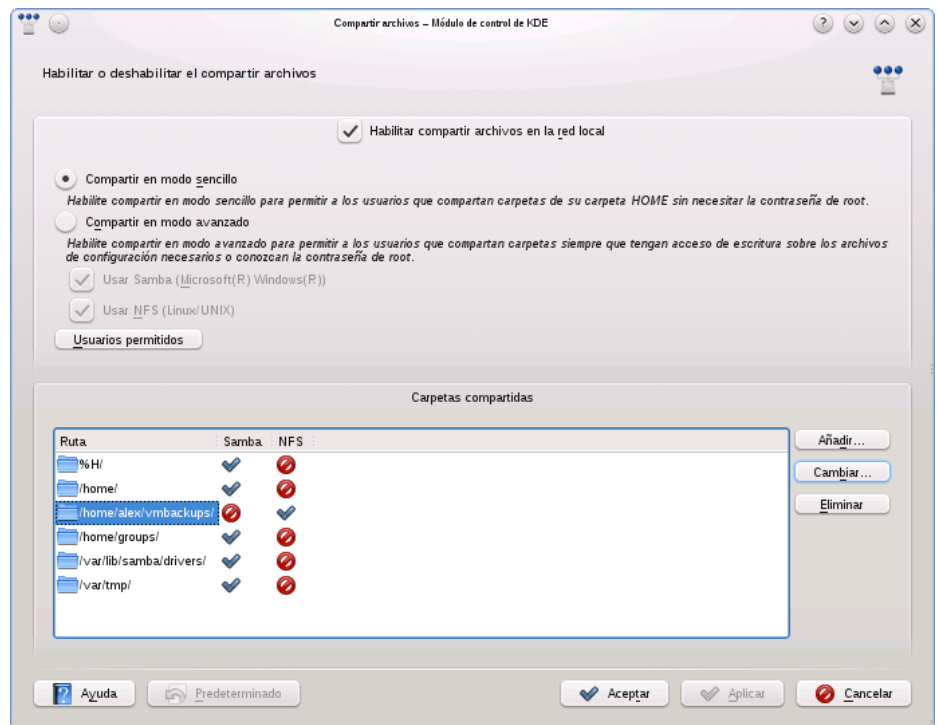 Compartir archivos – Módulo de control de KDE
Habilitar o deshabilitar el compartir archivos
Habilitar compartir archivos en la red local
Compartir en modo sencillo
Habilite compartir en modo sencillo para permitir a los usuarios que compartan carpetas de su carpeta HOME sin necesitar la contraseña de root.
Compartir en modo avanzado
Habilite compartir en modo avanzado para permitir a los usuarios que compartan carpetas siempre que tengan acceso de escritura sobre los archivos
de configuración necesarios o conozcan la contraseña de root.
Usar Samba (Microsoft(R) Windows(R))
Usar NFS (Linux/UNIX)
Usuarios permitidos
Carpetas compartidas
Ruta Samba NFS
%H/
/home/
/home/alex/vmbackups/
/home/groups/
/var/lib/samba/drivers/
/var/tmp/
Añadir...
Cambiar...
Eliminar
Ayuda Predeterminado Aceptar Aplicar Cancelar